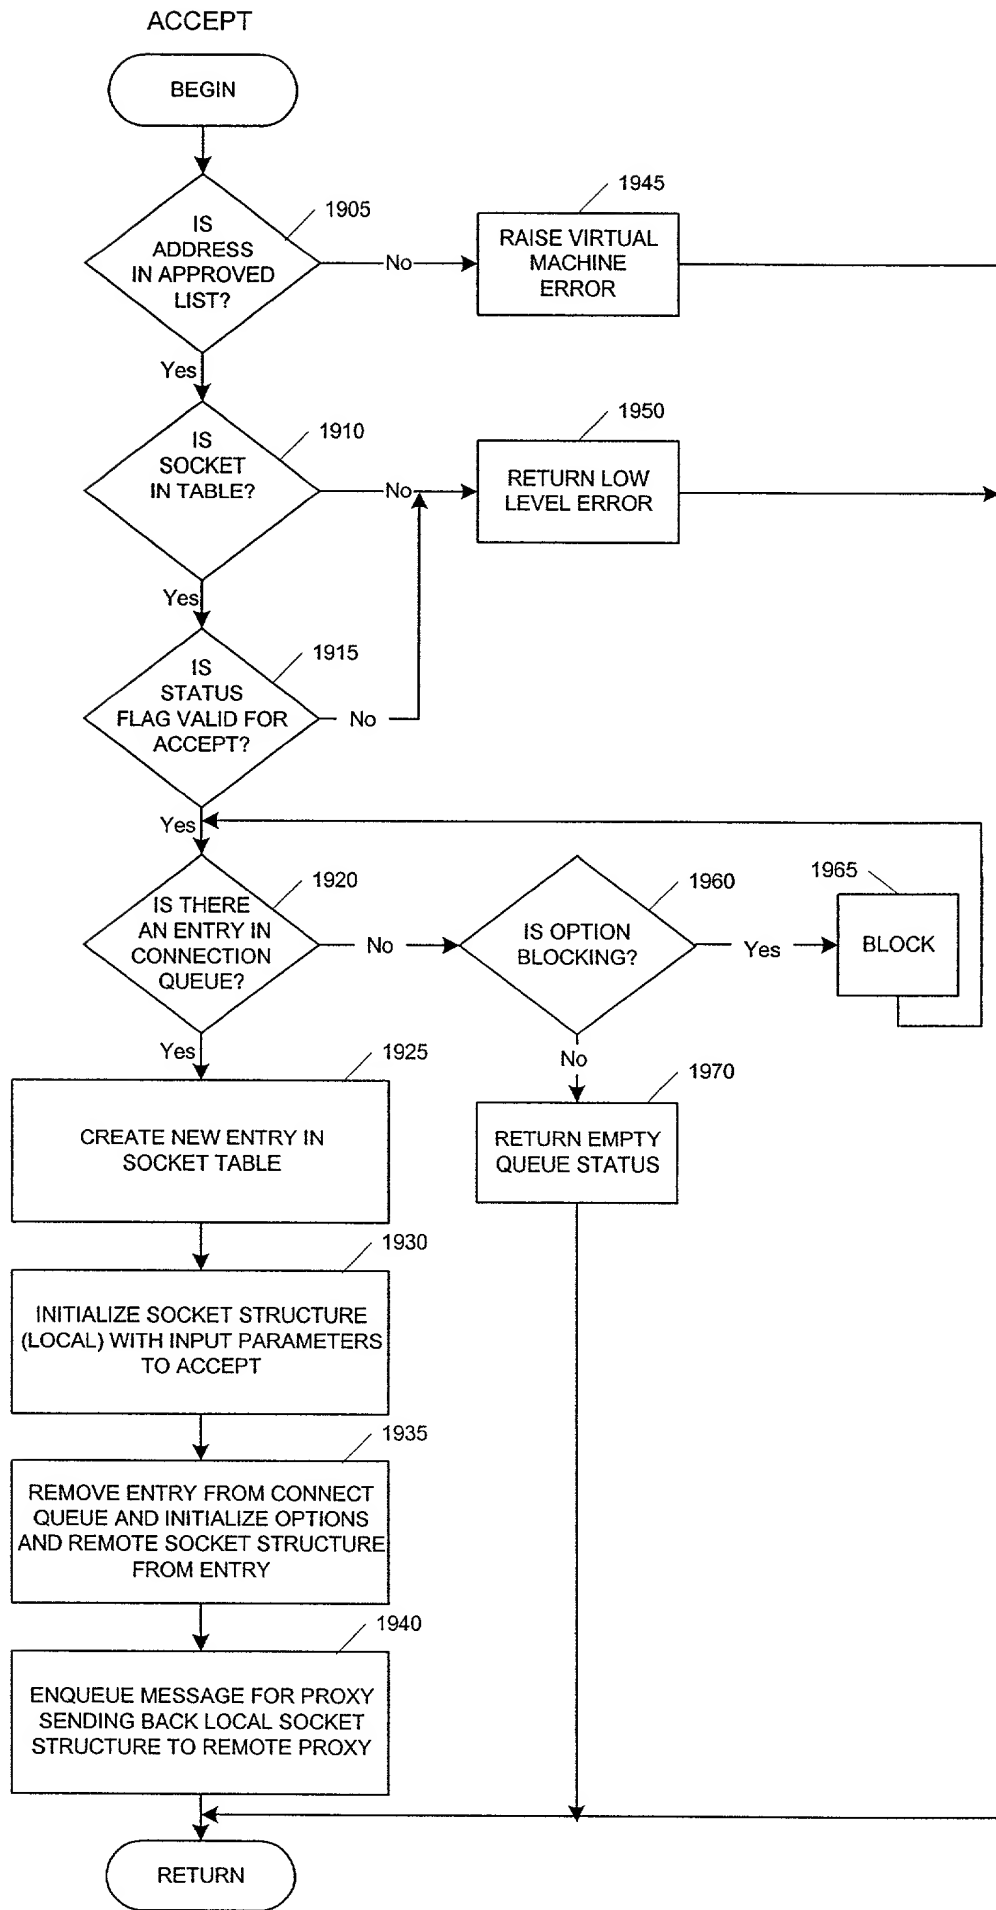 ACCEPT
BEGIN
1905
IS
ADDRESS
IN APPROVED
LIST?
No
1945
RAISE VIRTUAL
MACHINE
ERROR
Yes
1910
IS
SOCKET
IN TABLE?
No
1950
RETURN LOW
LEVEL ERROR
Yes
1915
IS
STATUS
FLAG VALID FOR
ACCEPT?
No
Yes
1920
IS THERE
AN ENTRY IN
CONNECTION
QUEUE?
No
1960
IS OPTION
BLOCKING?
Yes
1965
BLOCK
Yes
No
1925
CREATE NEW ENTRY IN
SOCKET TABLE
1970
RETURN EMPTY
QUEUE STATUS
1930
INITIALIZE SOCKET STRUCTURE
(LOCAL) WITH INPUT PARAMETERS
TO ACCEPT
1935
REMOVE ENTRY FROM CONNECT
QUEUE AND INITIALIZE OPTIONS
AND REMOTE SOCKET STRUCTURE
FROM ENTRY
1940
ENQUEUE MESSAGE FOR PROXY
SENDING BACK LOCAL SOCKET
STRUCTURE TO REMOTE PROXY
RETURN